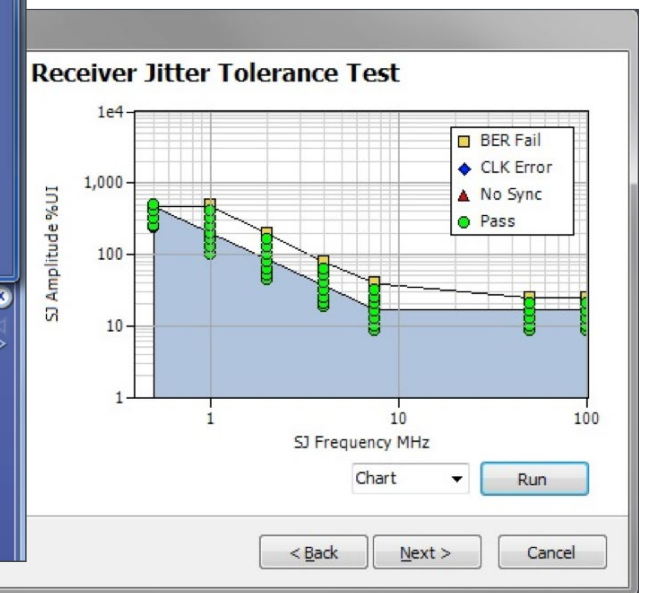 Receiver Jitter Tolerance Test
SJ Amplitude %UI
1e4
1,000
100
10
1
BER Fail
CLK Error
No Sync
Pass
1
10
100
SJ Frequency MHz
Chart
Run
< Back
Next >
Cancel